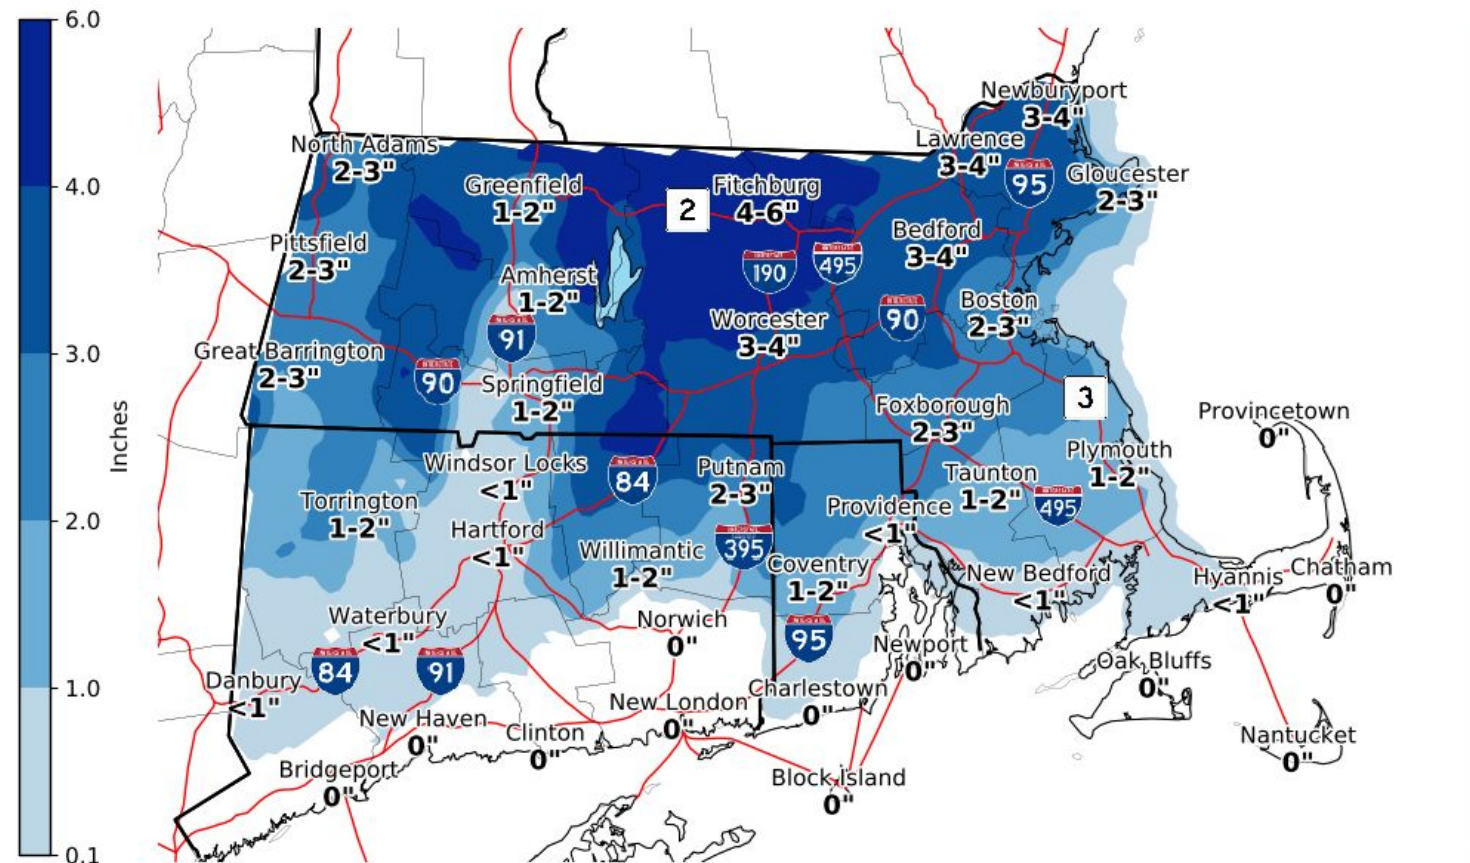 6.0
Newburyport
3-4"
Lawrence
3-4"
North Adams
2-3"
95
Gloucester
2-3"
4.0
Greenfield
1-2"
2
Fitchburg
4-6"
Bedford
3-4"
Pittsfield
2-3"
190
495
Amherst
1-2"
Boston
2-3"
90
Worcester
3-4"
91
3.0
Great Barrington
2-3"
90
Springfield
1-2"
3
Foxborough
2-3"
Provincetown
0"
Inches
Plymouth
1-2"
Windsor Locks
<1"
84
Putnam
2-3"
Taunton
1-2"
495
Torrington
1-2"
Providence
<1"
2.0
Hartford
<1"
395
Willimantic
1-2"
Coventry
1-2"
New Bedford
<1"
Hyannis
<1"
Chatham
0"
Waterbury
<1"
Norwich
0"
95
Newport
0"
84
91
Oak Bluffs
0"
1.0
Danbury
<1"
New London
0"
Charlestown
0"
New Haven
0"
Clinton
0"
Nantucket
0"
Bridgeport
0"
Block Island
0"
0.1